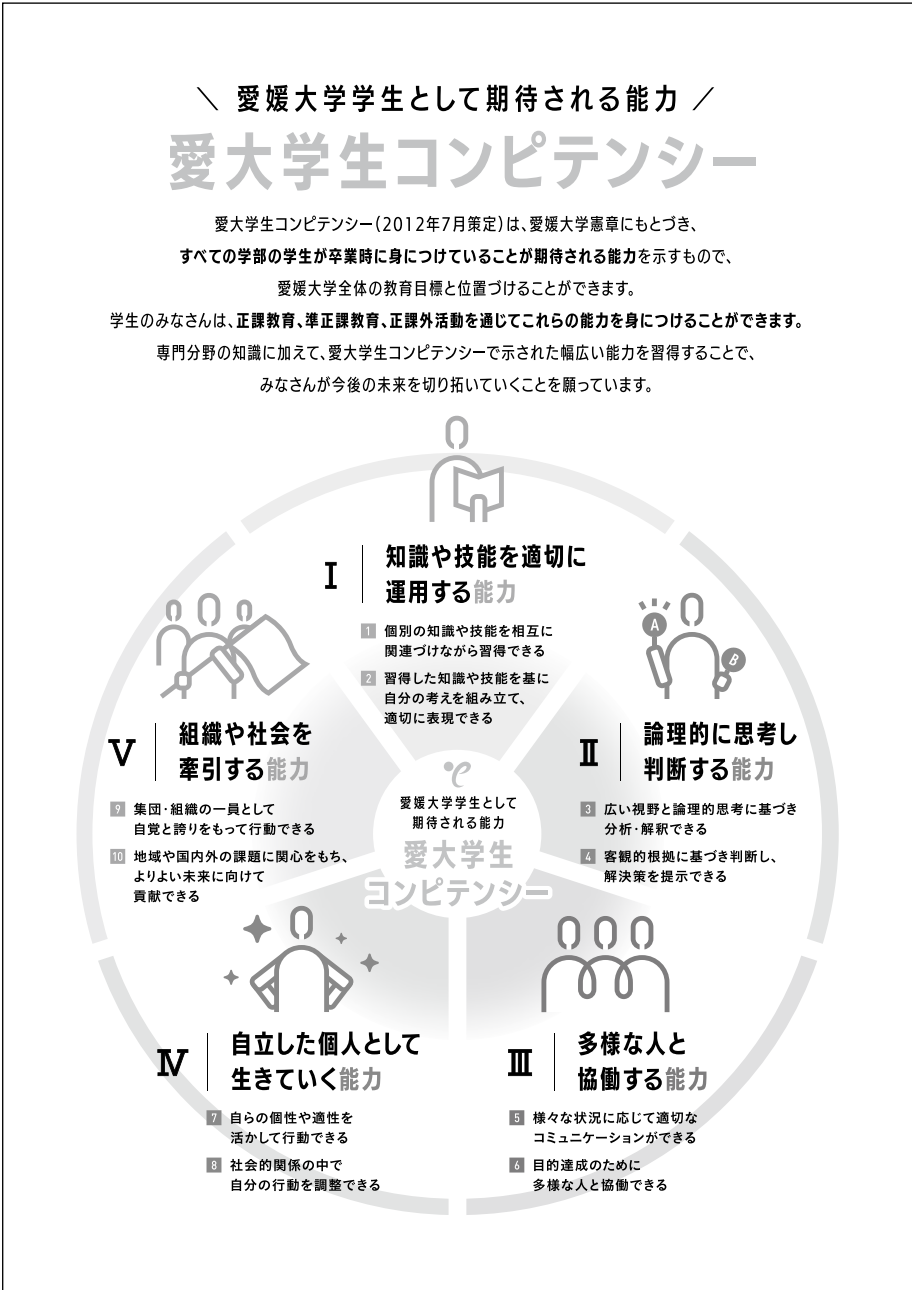 愛媛大学学生として期待される能力
愛大学生コンピテンシー
愛大学生コンピテンシー（2012年7月策定）は、愛媛大学憲章にもとづき、
すべての学部の学生が卒業時に身につけていることが期待される能力を示すもので、
愛媛大学全体の教育目標と位置づけることができます。
学生のみなさんは、正課教育、準正課教育、正課外活動を通じてこれらの能力を身につけることができます。
専門分野の知識に加えて、愛大学生コンピテンシーで示された幅広い能力を習得することで、
みなさんが今後の未来を切り拓いていくことを願っています。
Ⅰ
知識や技能を適切に
運用する能力
1 個別の知識や技能を相互に
関連づけながら習得できる
2 習得した知識や技能を基に
自分の考えを組み立て、
適切に表現できる
A
B
Ⅱ
論理的に思考し
判断する能力
3 広い視野と論理的思考に基づき
分析・解釈できる
4 客観的根拠に基づき判断し、
解決策を提示できる
Ⅲ
多様な人と
協働する能力
5 様々な状況に応じて適切な
コミュニケーションができる
6 目的達成のために
多様な人と協働できる
Ⅳ
自立した個人として
生きていく能力
7 自らの個性や適性を
活かして行動できる
8 社会的関係の中で
自分の行動を調整できる
Ⅴ
組織や社会を
牽引する能力
9 集団・組織の一員として
自覚と誇りをもって行動できる
10 地域や国内外の課題に関心をもち、
よりよい未来に向けて
貢献できる
愛媛大学学生として
期待される能力
愛大学生
コンピテンシー